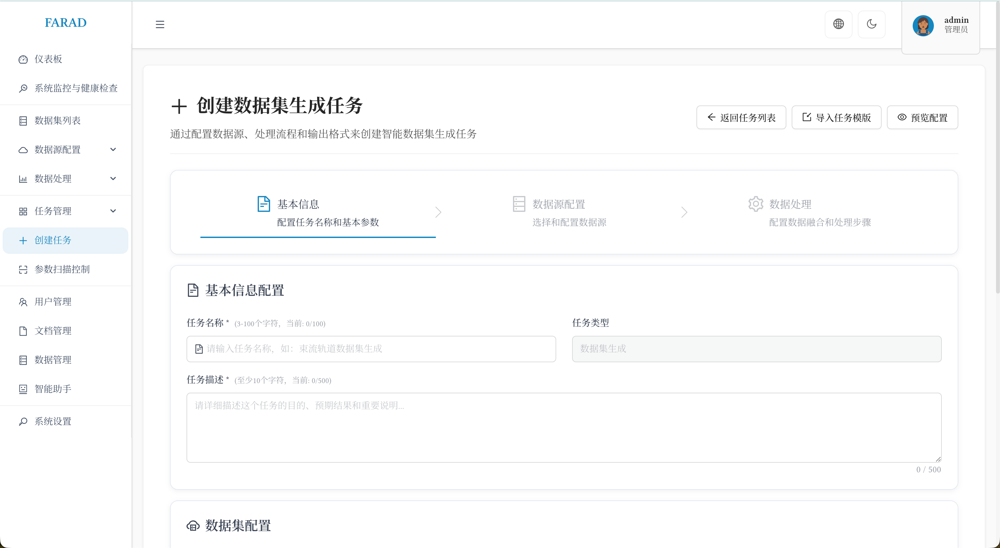 FARAD
admin
管理员
仪表板
系统监控与健康检查
数据集列表
数据源配置
数据处理
任务管理
创建任务
参数扫描控制
用户管理
文档管理
数据管理
智能助手
系统设置
创建数据集生成任务
通过配置数据源、处理流程和输出格式来创建智能数据集生成任务
返回任务列表
导入任务模版
预览配置
基本信息
配置任务名称和基本参数
数据源配置
选择和配置数据源
数据处理
配置数据融合和处理步骤
基本信息配置
任务名称 * (3-100个字符，当前: 0/100)
请输入任务名称，如：束流轨道数据集生成
任务类型
数据集生成
任务描述 * (至少10个字符，当前: 0/500)
请详细描述这个任务的目的、预期结果和重要说明...
0 / 500
数据集配置